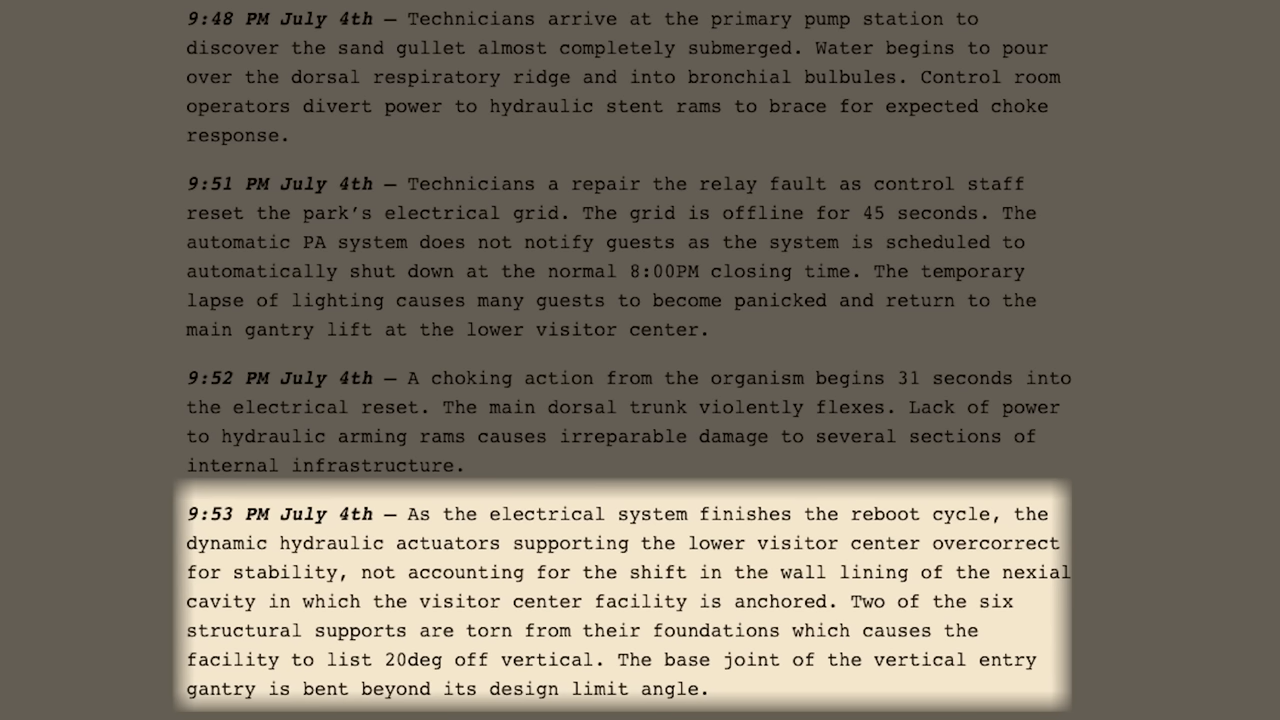 9:48 PM July 4th — Technicians arrive at the primary pump station to
discover the sand gullet almost completely submerged. Water begins to pour
over the dorsal respiratory ridge and into bronchial bulbules. Control room
operators divert power to hydraulic stent rams to brace for expected choke
response.
9:51 PM July 4th — Technicians a repair the relay fault as control staff
reset the park’s electrical grid. The grid is offline for 45 seconds. The
automatic PA system does not notify guests as the system is scheduled to
automatically shut down at the normal 8:00PM closing time. The temporary
lapse of lighting causes many guests to become panicked and return to the
main gantry lift at the lower visitor center.
9:52 PM July 4th — A choking action from the organism begins 31 seconds into
the electrical reset. The main dorsal trunk violently flexes. Lack of power
to hydraulic arming rams causes irreparable damage to several sections of
internal infrastructure.
9:53 PM July 4th — As the electrical system finishes the reboot cycle, the
dynamic hydraulic actuators supporting the lower visitor center overcorrect
for stability, not accounting for the shift in the wall lining of the nexial
cavity in which the visitor center facility is anchored. Two of the six
structural supports are torn from their foundations which causes the
facility to list 20deg off vertical. The base joint of the vertical entry
gantry is bent beyond its design limit angle.